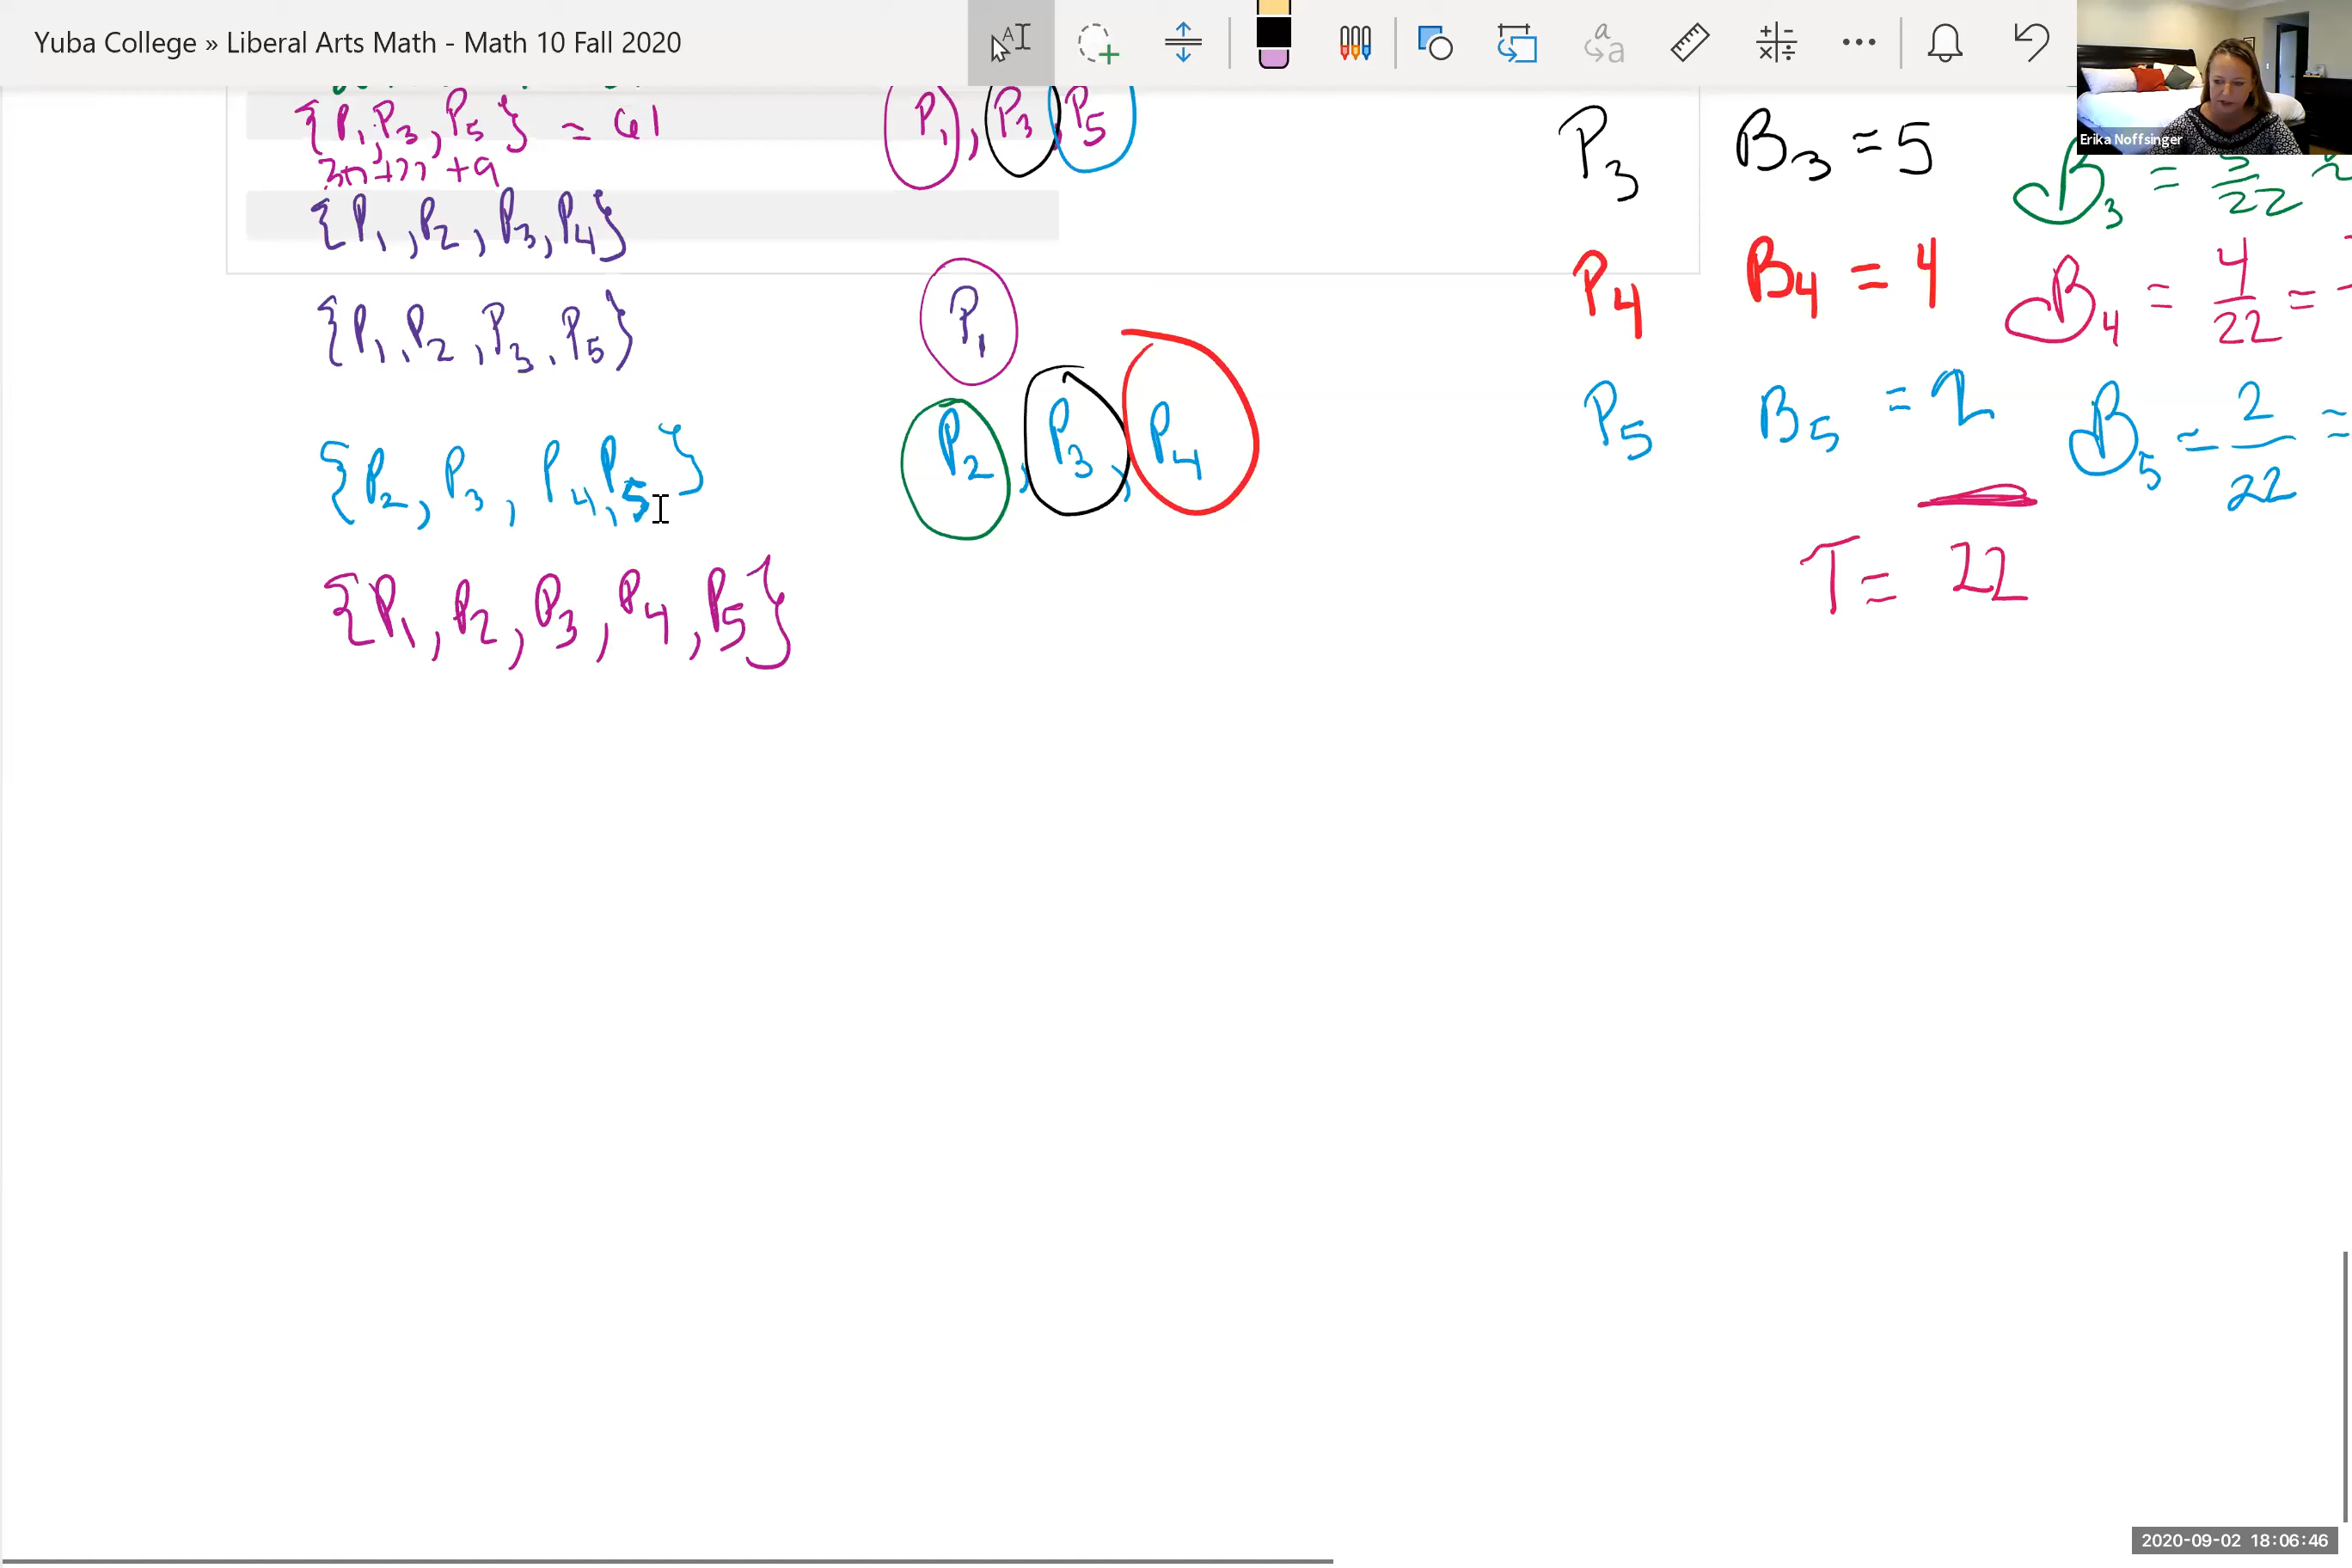 Yuba College » Liberal Arts Math - Math 10 Fall 2020
Erika Noffsinger
{P1, P3, P5} = 61
{P1, P2, P3, P4}
{P1, P2, P3, P5}
{P2, P3, P4, P5}
{P1, P2, P3, P4, P5}
P1, P3, P5
P1
P2, P3, P4
P3 B3 = 5
P4 B4 = 4
P5 B5 = 2
T = 22
B3 = 5/22
B4 = 4/22 =
B5 = 2/22 =
2020-09-02 18:06:46